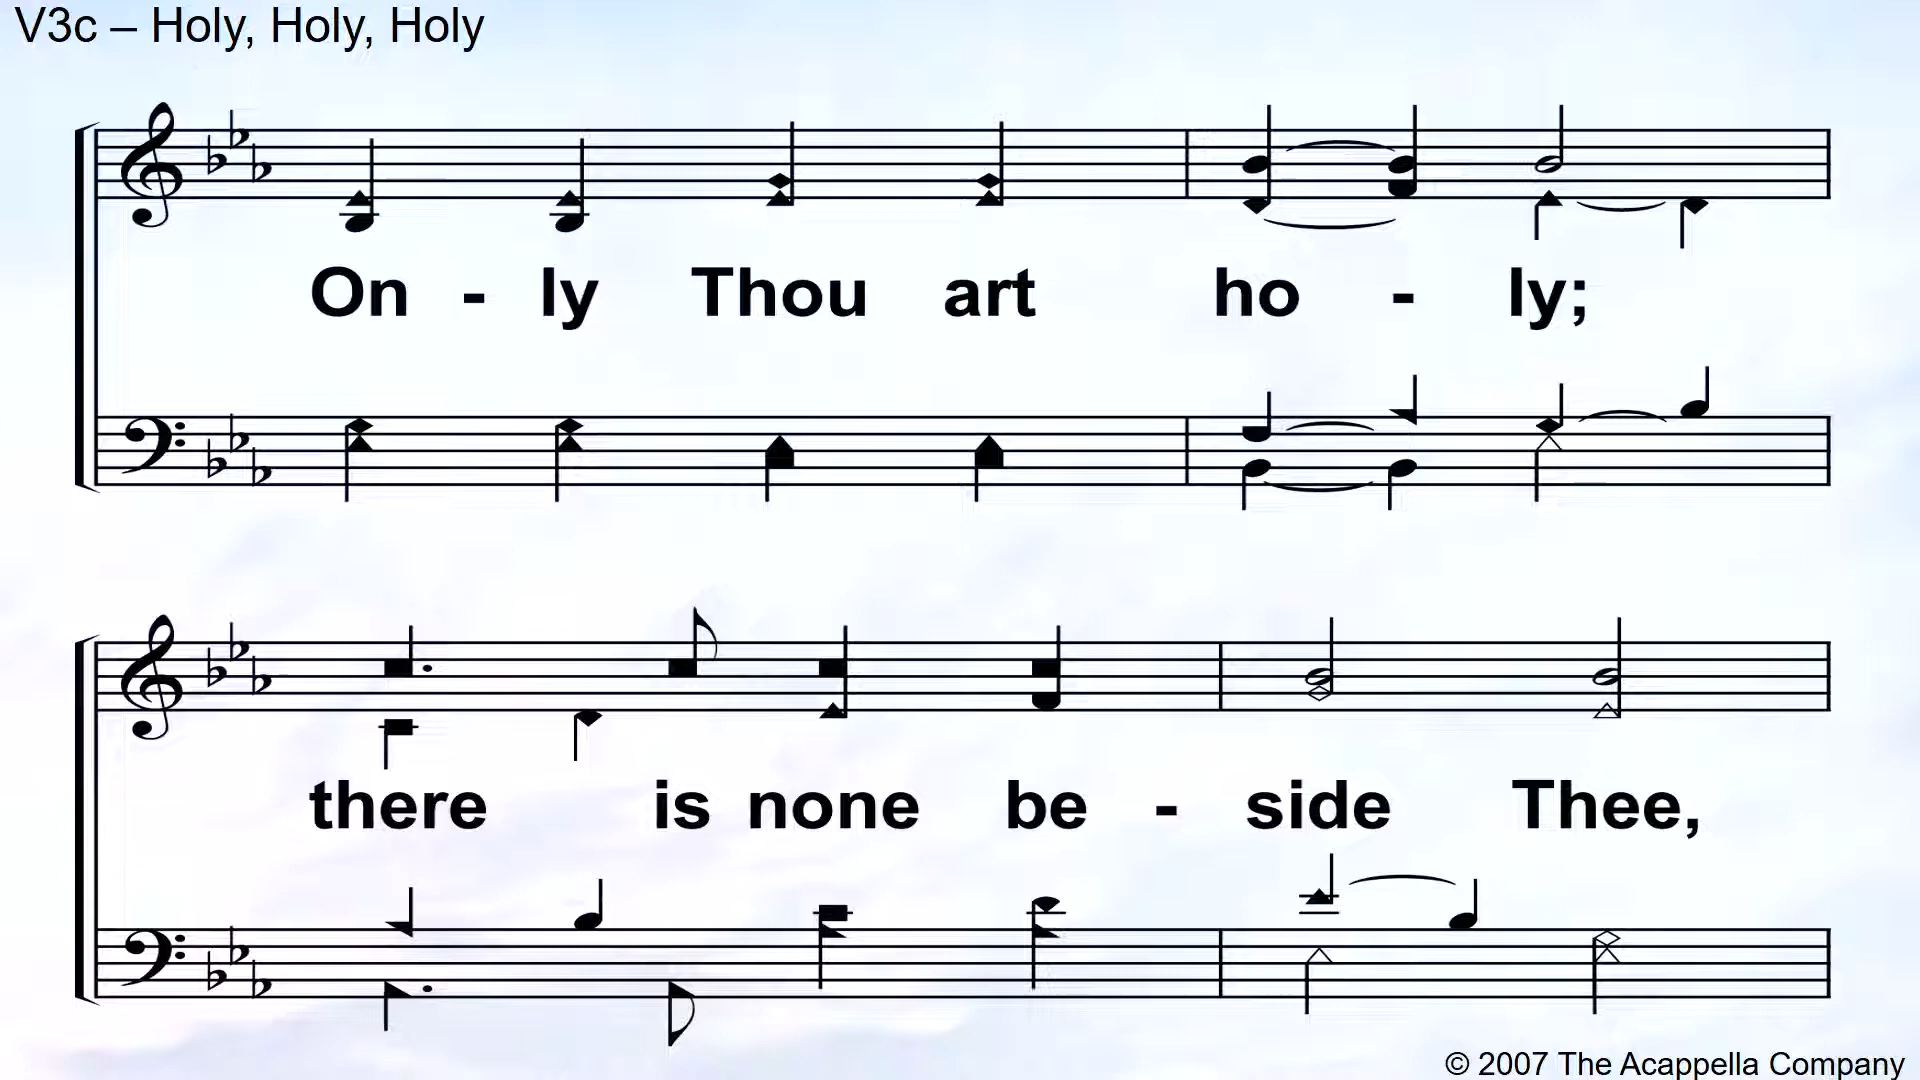 V3c – Holy, Holy, Holy
On - ly Thou art ho - ly;
there is none be - side Thee,
© 2007 The Acappella Company